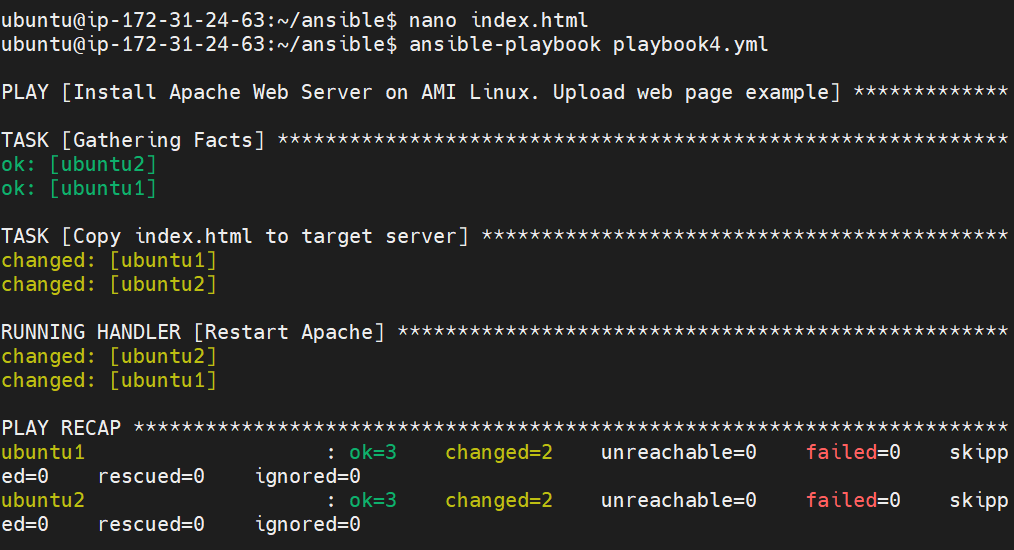 ubuntu@ip-172-31-24-63:~/ansible$ nano index.html
ubuntu@ip-172-31-24-63:~/ansible$ ansible-playbook playbook4.yml
PLAY [Install Apache Web Server on AMI Linux. Upload web page example] *************
TASK [Gathering Facts] *************************************************************
ok: [ubuntu2]
ok: [ubuntu1]
TASK [Copy index.html to target server] ********************************************
changed: [ubuntu1]
changed: [ubuntu2]
RUNNING HANDLER [Restart Apache] ***************************************************
changed: [ubuntu2]
changed: [ubuntu1]
PLAY RECAP *************************************************************************
ubuntu1                    : ok=3    changed=2    unreachable=0    failed=0    skipp
ed=0    rescued=0    ignored=0
ubuntu2                    : ok=3    changed=2    unreachable=0    failed=0    skipp
ed=0    rescued=0    ignored=0